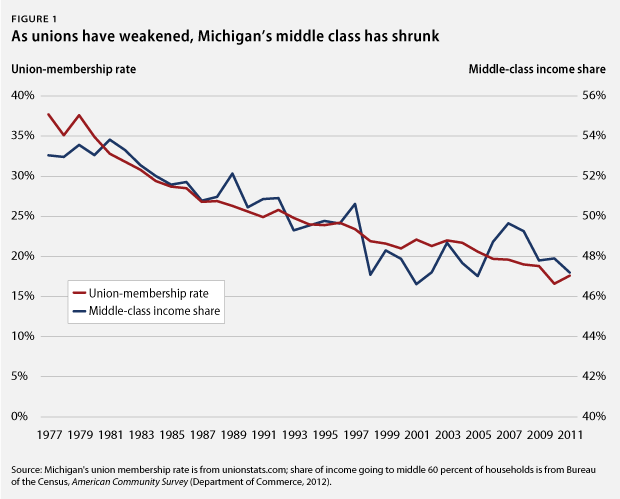 FIGURE 1
As unions have weakened, Michigan's middle class has shrunk
Union-membership rate
Middle-class income share
40%
56%
35%
54%
30%
52%
25%
50%
20%
48%
15%
46%
10%
44%
5%
42%
0%
40%
Union-membership rate
Middle-class income share
1977 1979 1981 1983 1985 1987 1989 1991 1993 1995 1997 1999 2001 2003 2005 2007 2009 2011
Source: Michigan's union membership rate is from unionstats.com; share of income going to middle 60 percent of households is from Bureau
of the Census, American Community Survey (Department of Commerce, 2012).